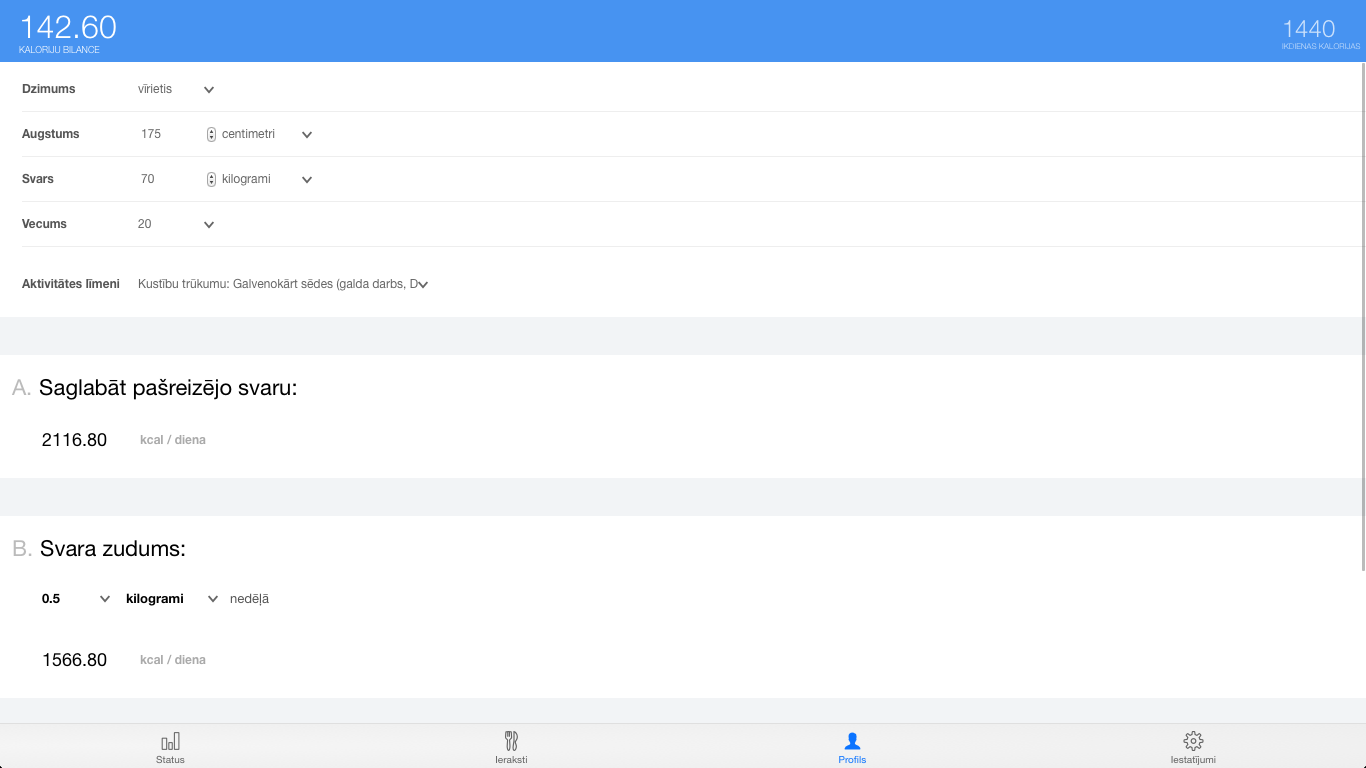 142.60
KALORIJU BILANCE
1440
IKDIENAS KALORIJAS
Dzimums vīrietis
Augstums 175 centimetri
Svars 70 kilogrami
Vecums 20
Aktivitātes līmeni Kustību trūkumu: Galvenokārt sēdes (galda darbs, D
A. Saglabāt pašreizējo svaru:
2116.80 kcal / diena
B. Svara zudums:
0.5 kilogrami nedēļā
1566.80 kcal / diena
Status Ieraksti Profils Iestatījumi